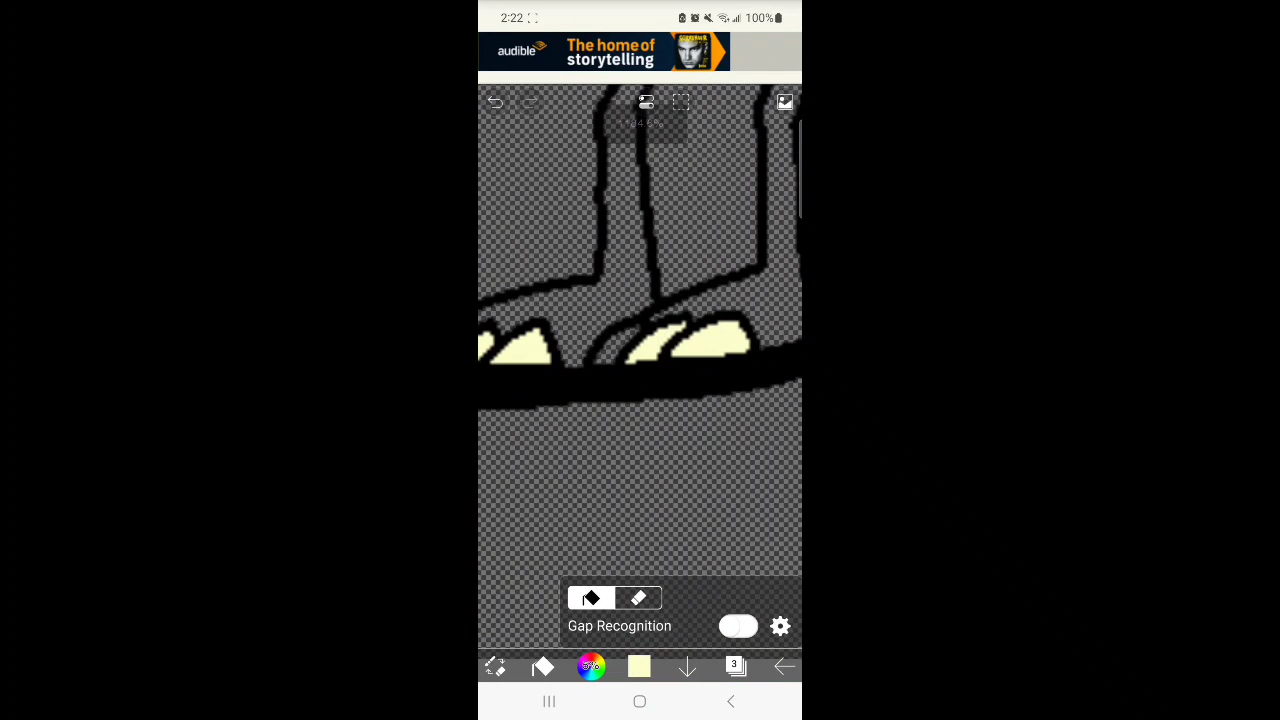 2:22
100%
audible
The home of
storytelling
Gap Recognition
3